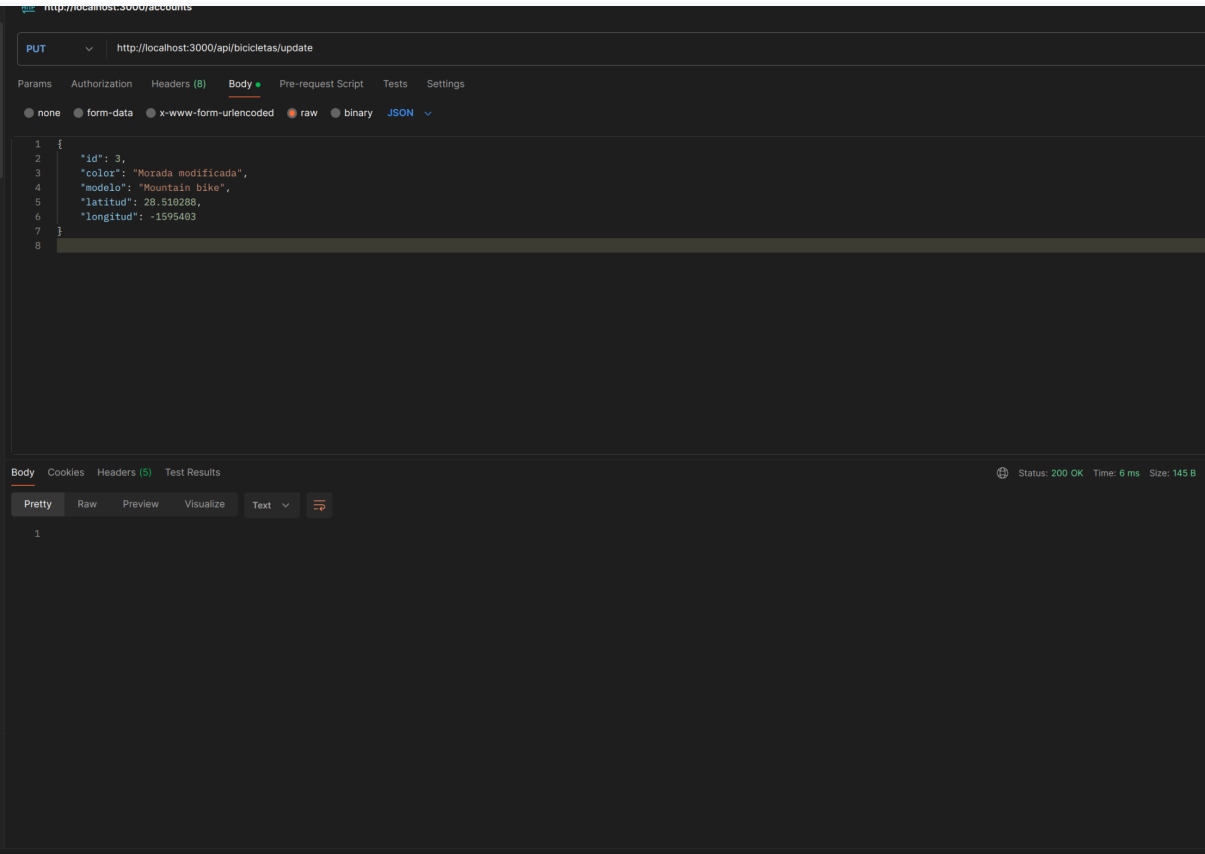 HTTP http://localhost:3000/accounts
PUT http://localhost:3000/api/bicicletas/update
Params Authorization Headers (8) Body Pre-request Script Tests Settings
none form-data x-www-form-urlencoded raw binary JSON
1 {
2 "id": 3,
3 "color": "Morada modificada",
4 "modelo": "Mountain bike",
5 "latitud": 28.510288,
6 "longitud": -1595403
7 }
8
Body Cookies Headers (5) Test Results Status: 200 OK Time: 6 ms Size: 145 B
Pretty Raw Preview Visualize Text
1